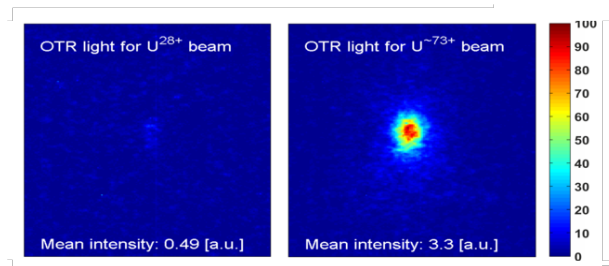 OTR light for U28+ beam
Mean intensity: 0.49 [a.u.]
OTR light for U~73+ beam
Mean intensity: 3.3 [a.u.]
100
90
80
70
60
50
40
30
20
10
0